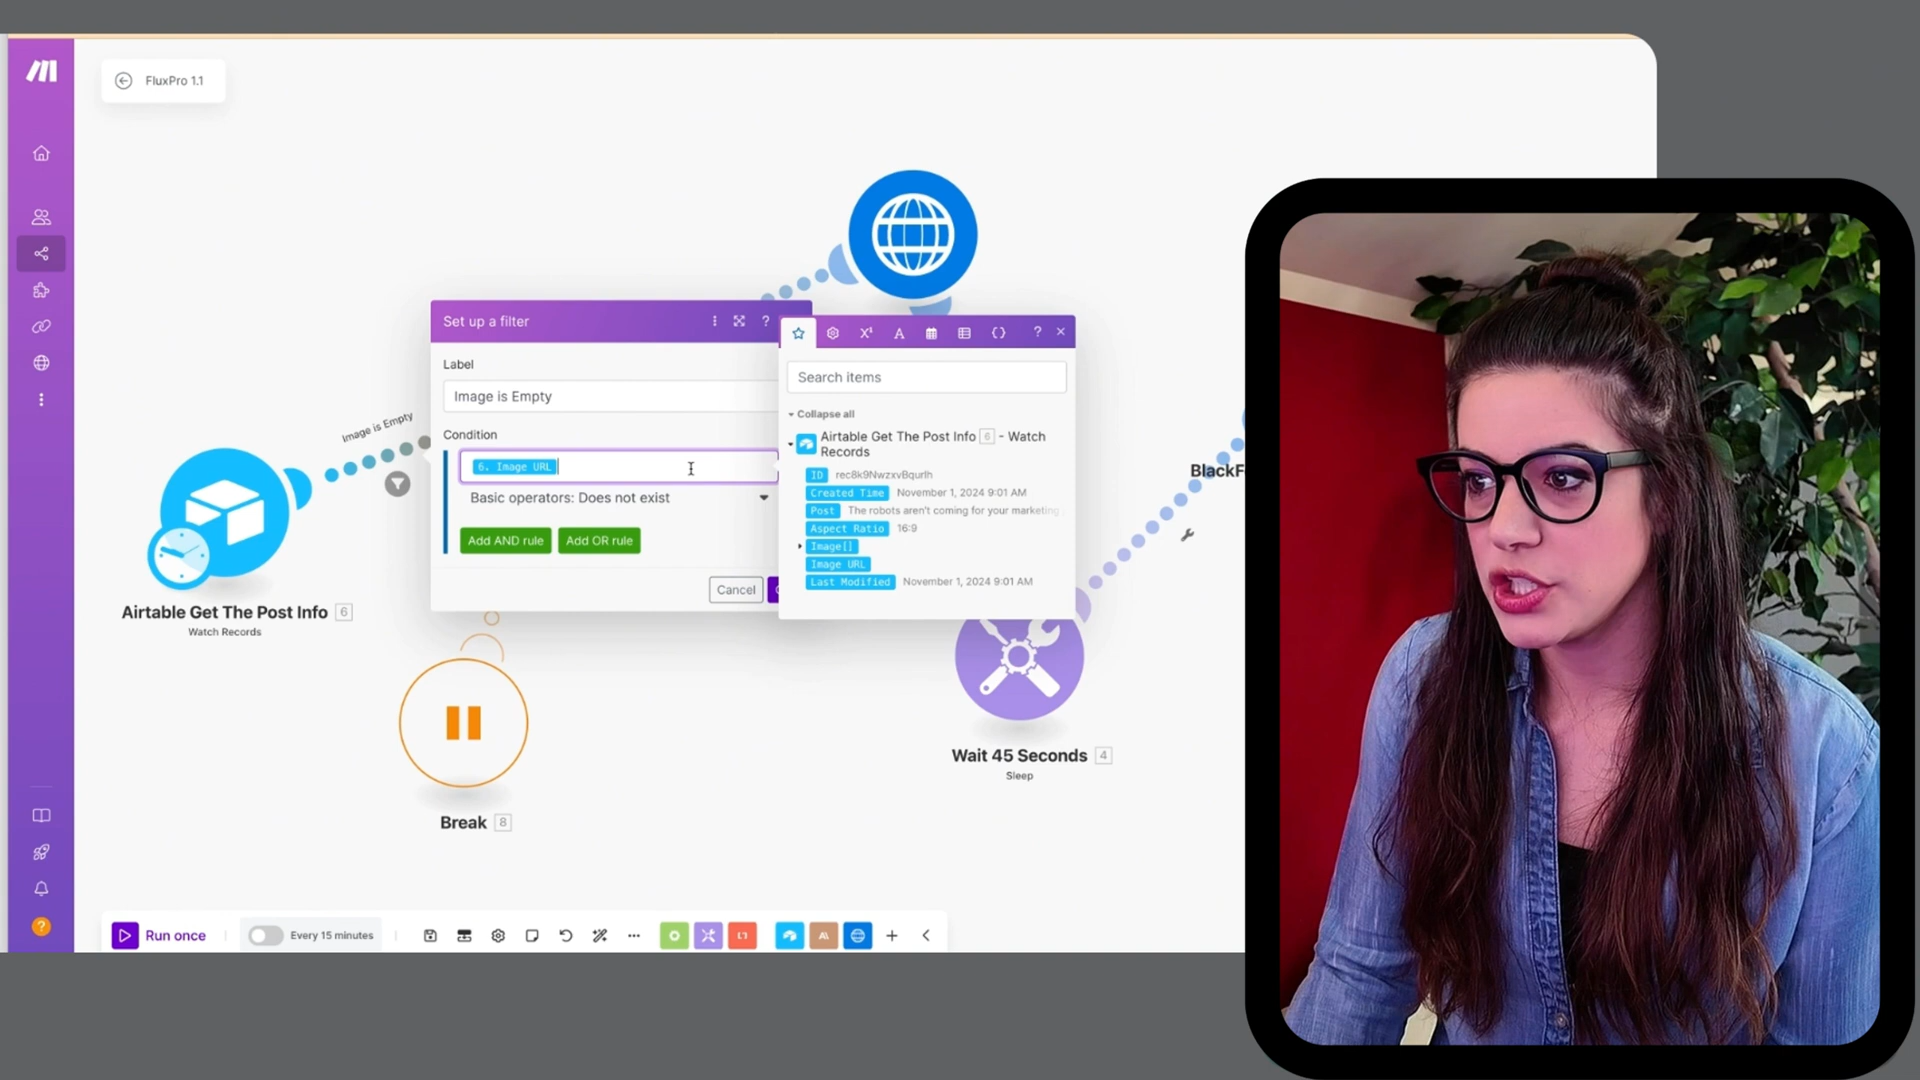 FluxPro 1.1
Set up a filter
?
Label
Image is Empty
Condition
6. Image URL
Basic operators: Does not exist
Add AND rule
Add OR rule
Cancel
X¹
A
?
Search items
Collapse all
Airtable Get The Post Info 6 - Watch
Records
ID rec8k9NwzxvBqurIh
Created Time November 1, 2024 9:01 AM
Post The robots aren't coming for your marketing
Aspect Ratio 16:9
Image[]
Image URL
Last Modified November 1, 2024 9:01 AM
Image is Empty
Airtable Get The Post Info 6
Watch Records
BlackF
Wait 45 Seconds 4
Sleep
Break 8
?
Run once
Every 15 minutes